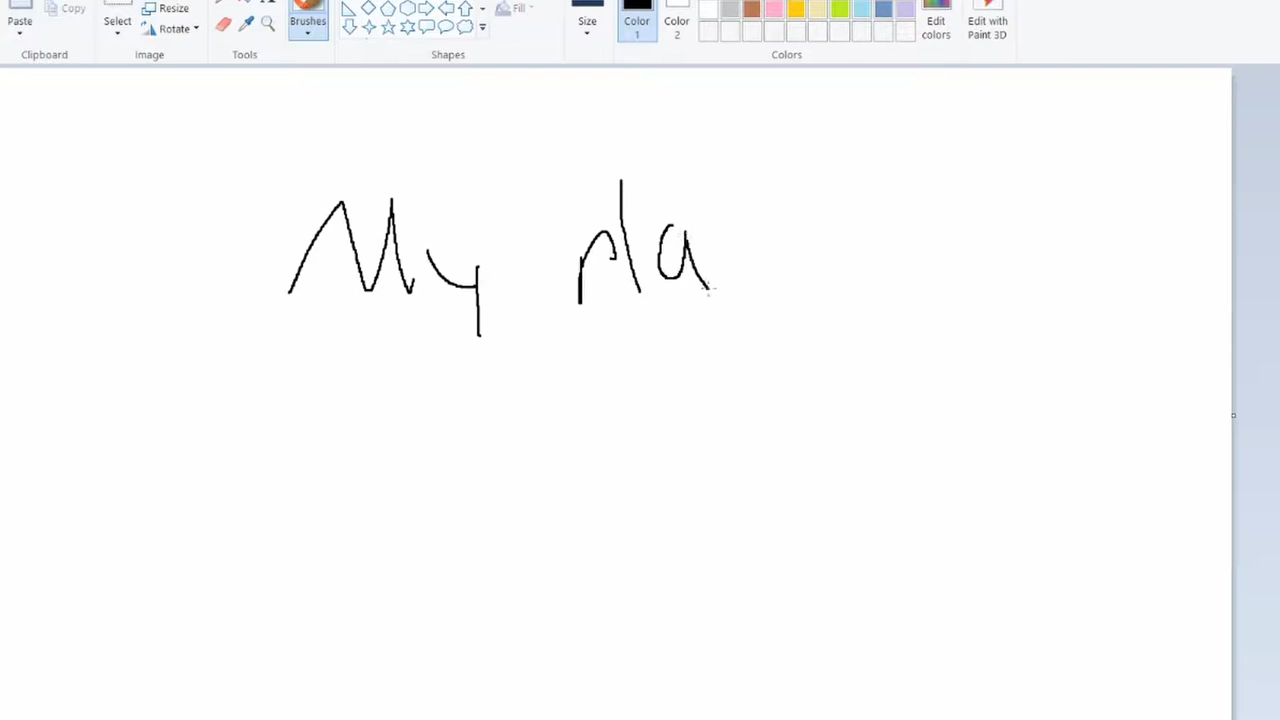 Paste
Copy
Select
Resize
Rotate
Brushes
Fill
Size
Color 1
Color 2
Edit colors
Edit with Paint 3D
Clipboard
Image
Tools
Shapes
Colors
My pla